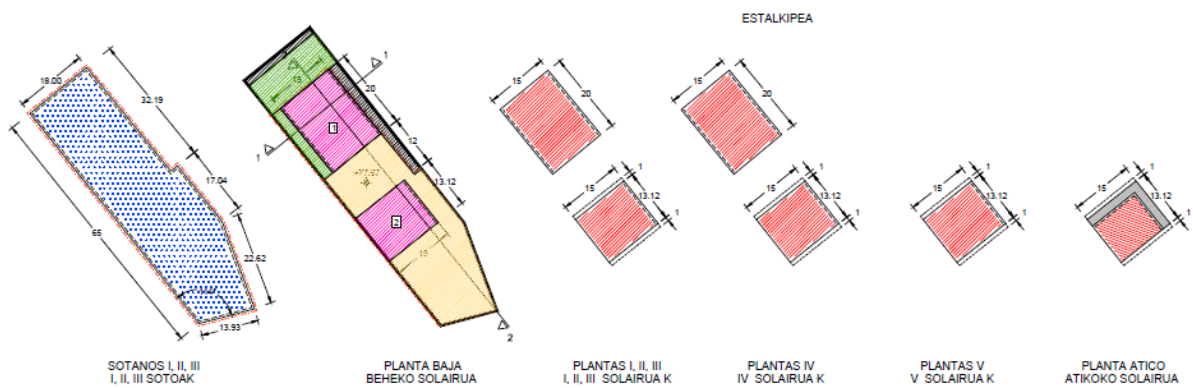 ESTALKIPEA
18.00
32.19
17.04
65
22.62
13.93
1
15
20
1
12
1
13.12
2
15
2
15
20
15
1
13.12
1
15
20
15
1
13.12
1
15
1
13.12
1
15
1
13.12
1
SOTANOS I, II, III
I, II, III SOTOAK
PLANTA BAJA
BEHEKO SOLAIRUA
PLANTAS I, II, III
I, II, III SOLAIRUA K
PLANTAS IV
IV SOLAIRUA K
PLANTAS V
V SOLAIRUA K
PLANTA ATICO
ATIKOKO SOLAIRUA